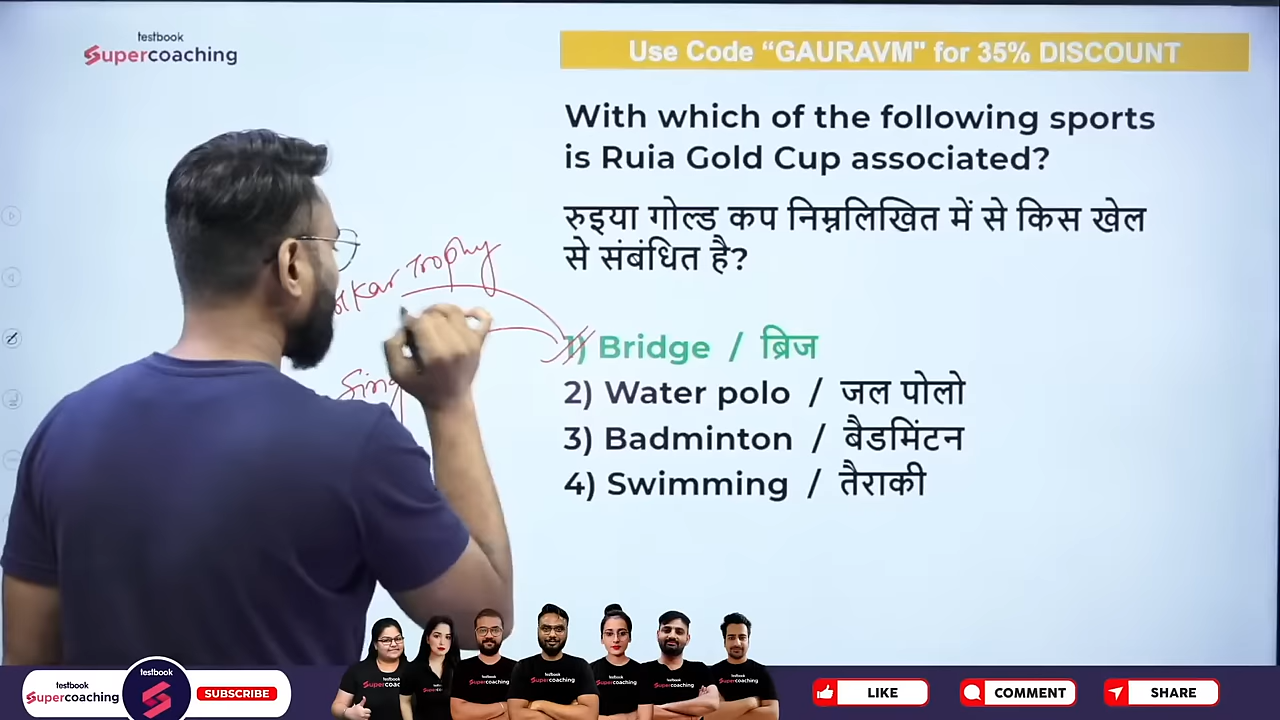 testbook
Supercoaching
Use Code “GAURAVM" for 35% DISCOUNT
With which of the following sports
is Ruia Gold Cup associated?
रुइया गोल्ड कप निम्नलिखित में से किस खेल
से संबंधित है?
Trophy
1) Bridge / ब्रिज
2) Water polo / जल पोलो
3) Badminton / बैडमिंटन
4) Swimming / तैराकी
testbook
Supercoaching
testbook
SUBSCRIBE
LIKE
COMMENT
SHARE